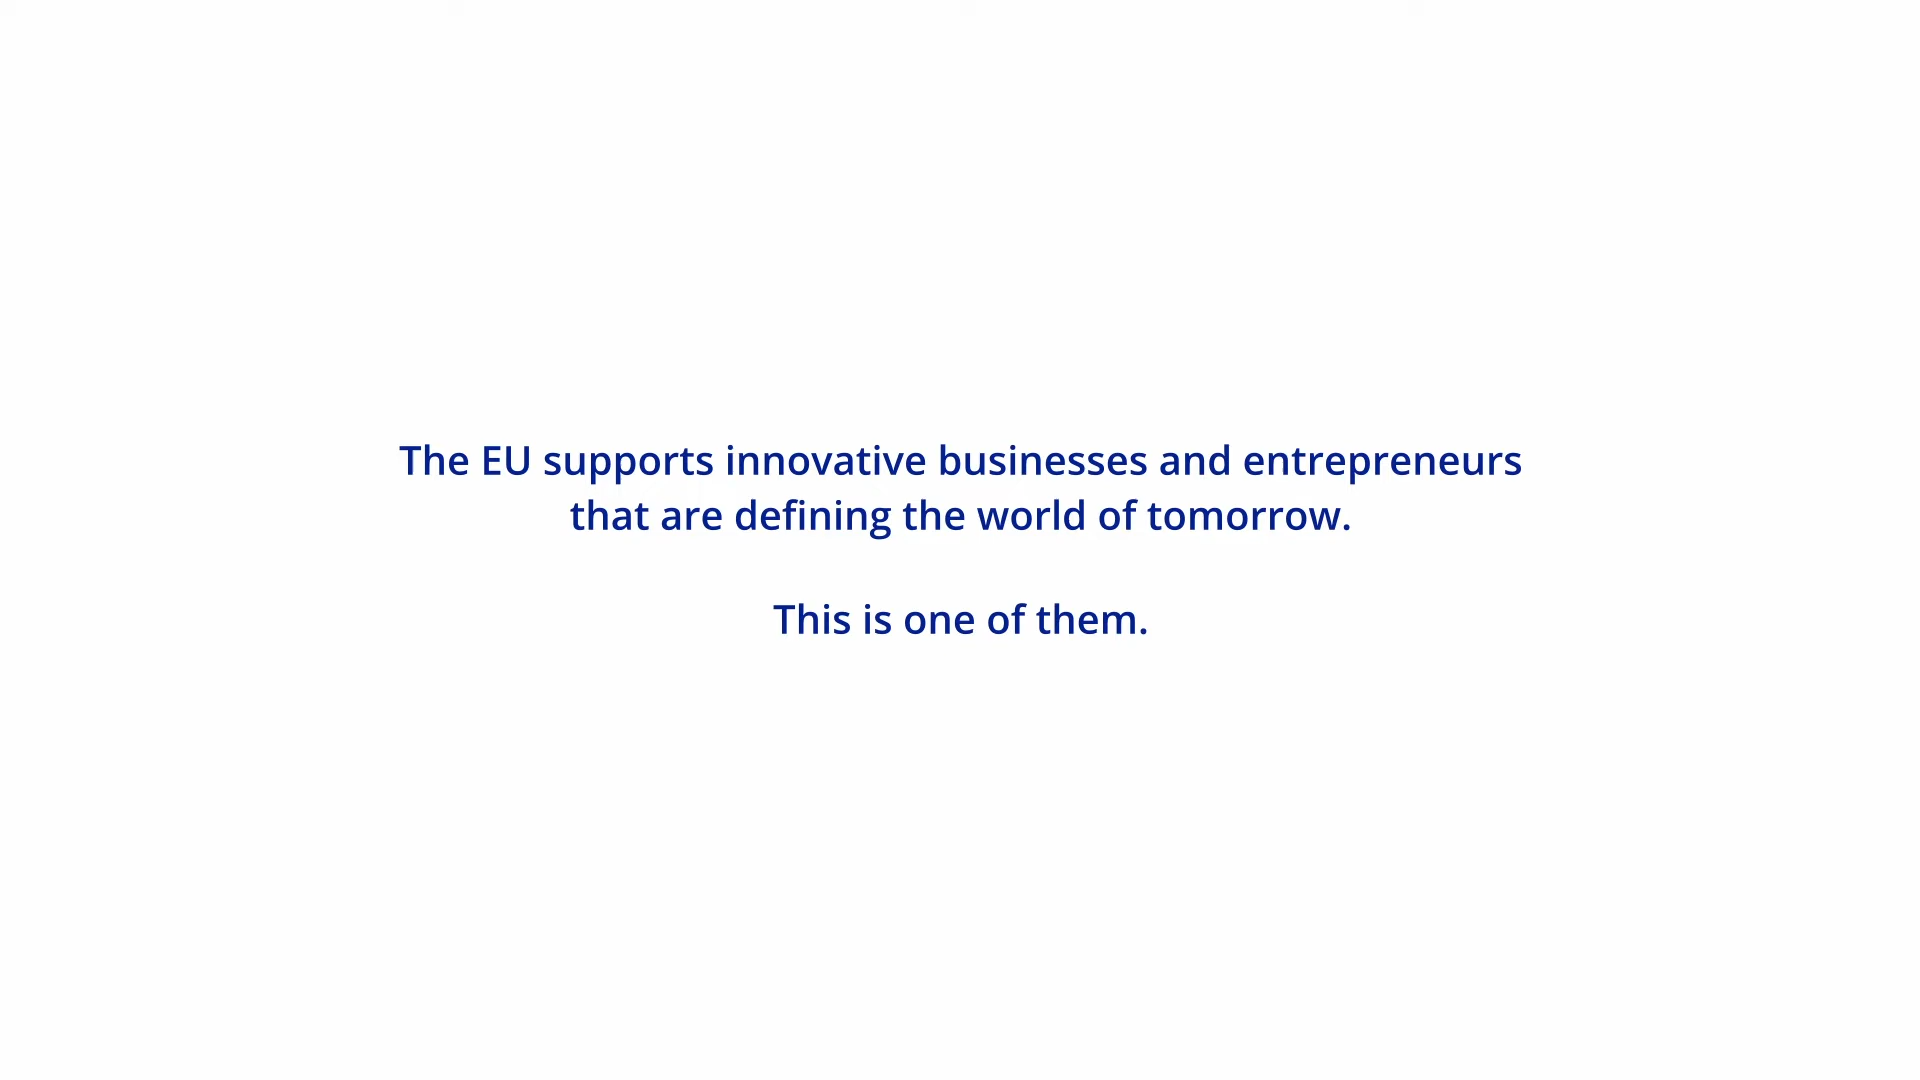 The EU supports innovative businesses and entrepreneurs
that are defining the world of tomorrow.
This is one of them.